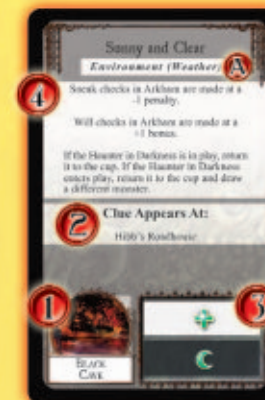 Sunny and Clear
Environment (Weather)
A
4
Sneak checks in Arkham are made at a
-1 penalty.
Will checks in Arkham are made at a
+1 bonus.
If the Haunter in Darkness is in play, return
it to the cup. If the Haunter in Darkness
enters play, return it to the cup and draw
a different monster.
2
Clue Appears At:
Hibb's Roadhouse
1
3
BLACK
CAVE